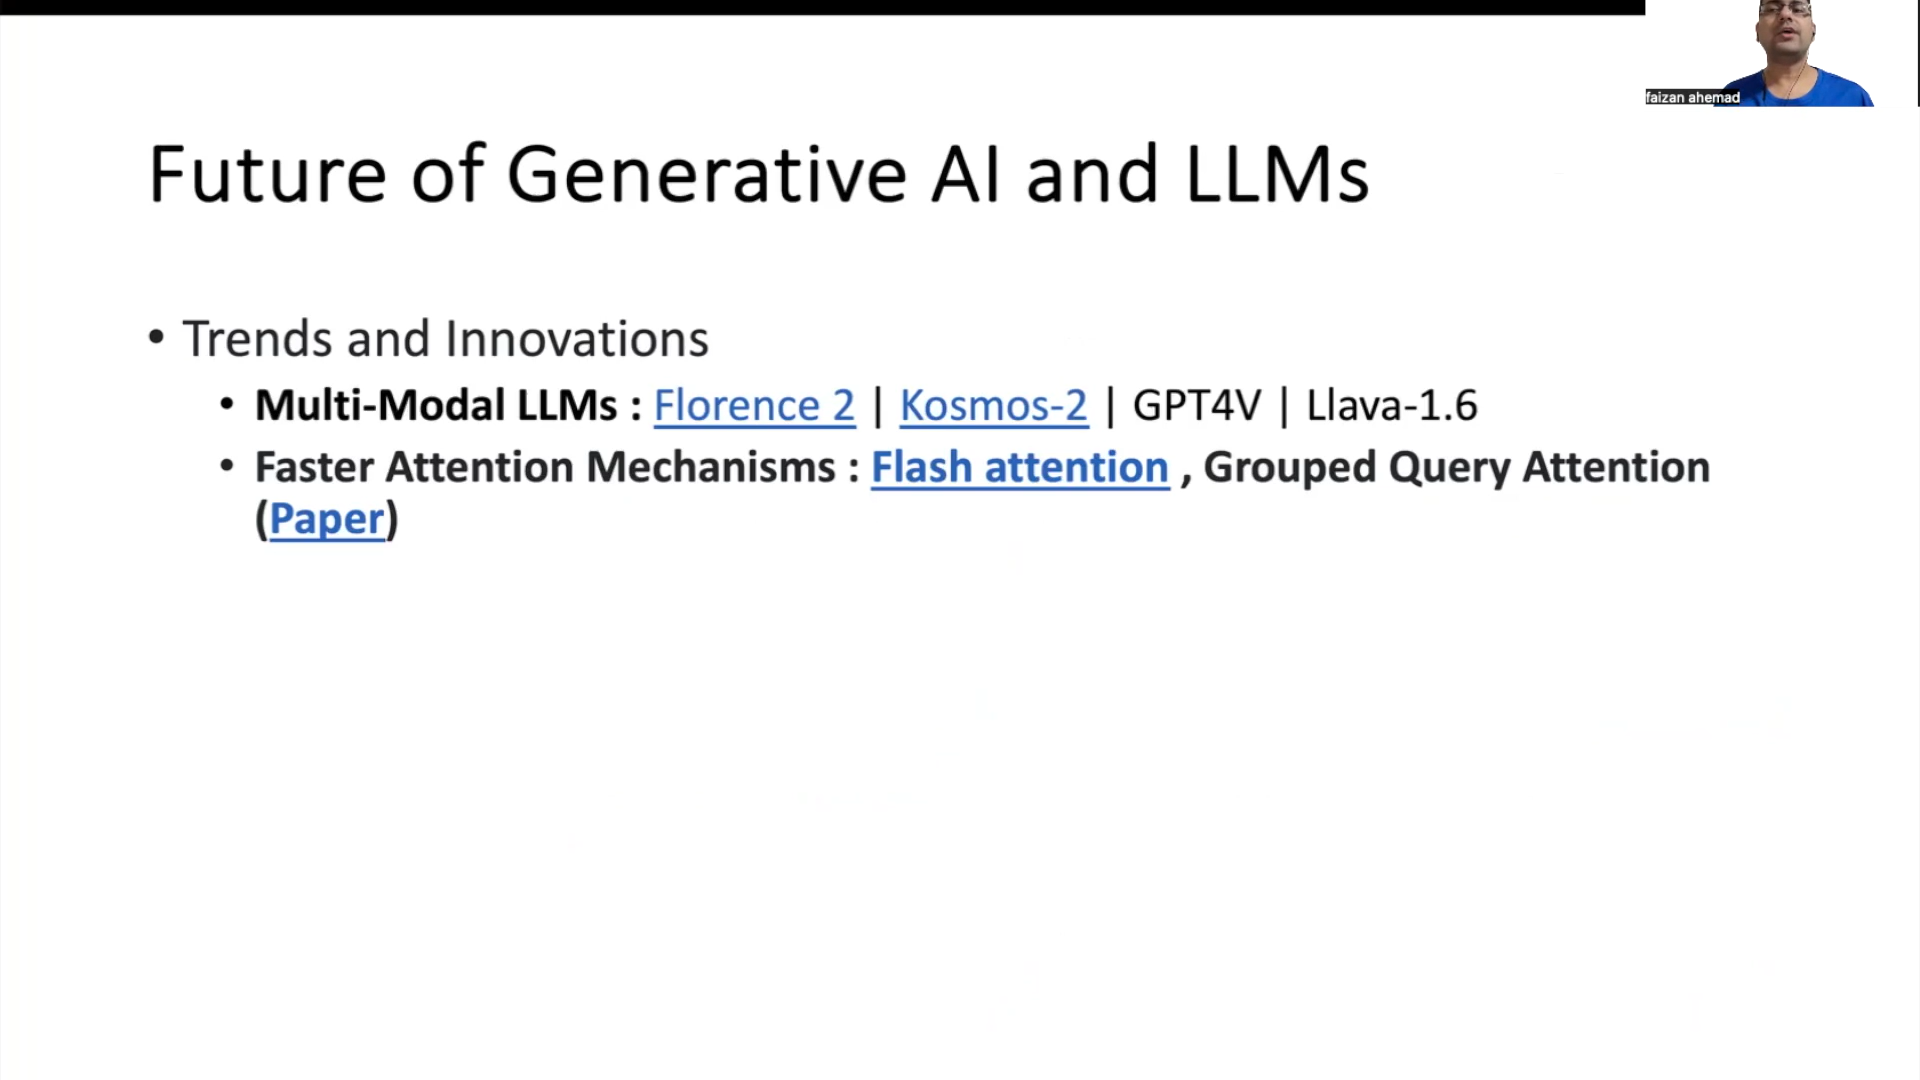 faizan ahemad
Future of Generative AI and LLMs
• Trends and Innovations
• Multi-Modal LLMs : Florence 2 | Kosmos-2 | GPT4V | Llava-1.6
• Faster Attention Mechanisms : Flash attention , Grouped Query Attention
(Paper)